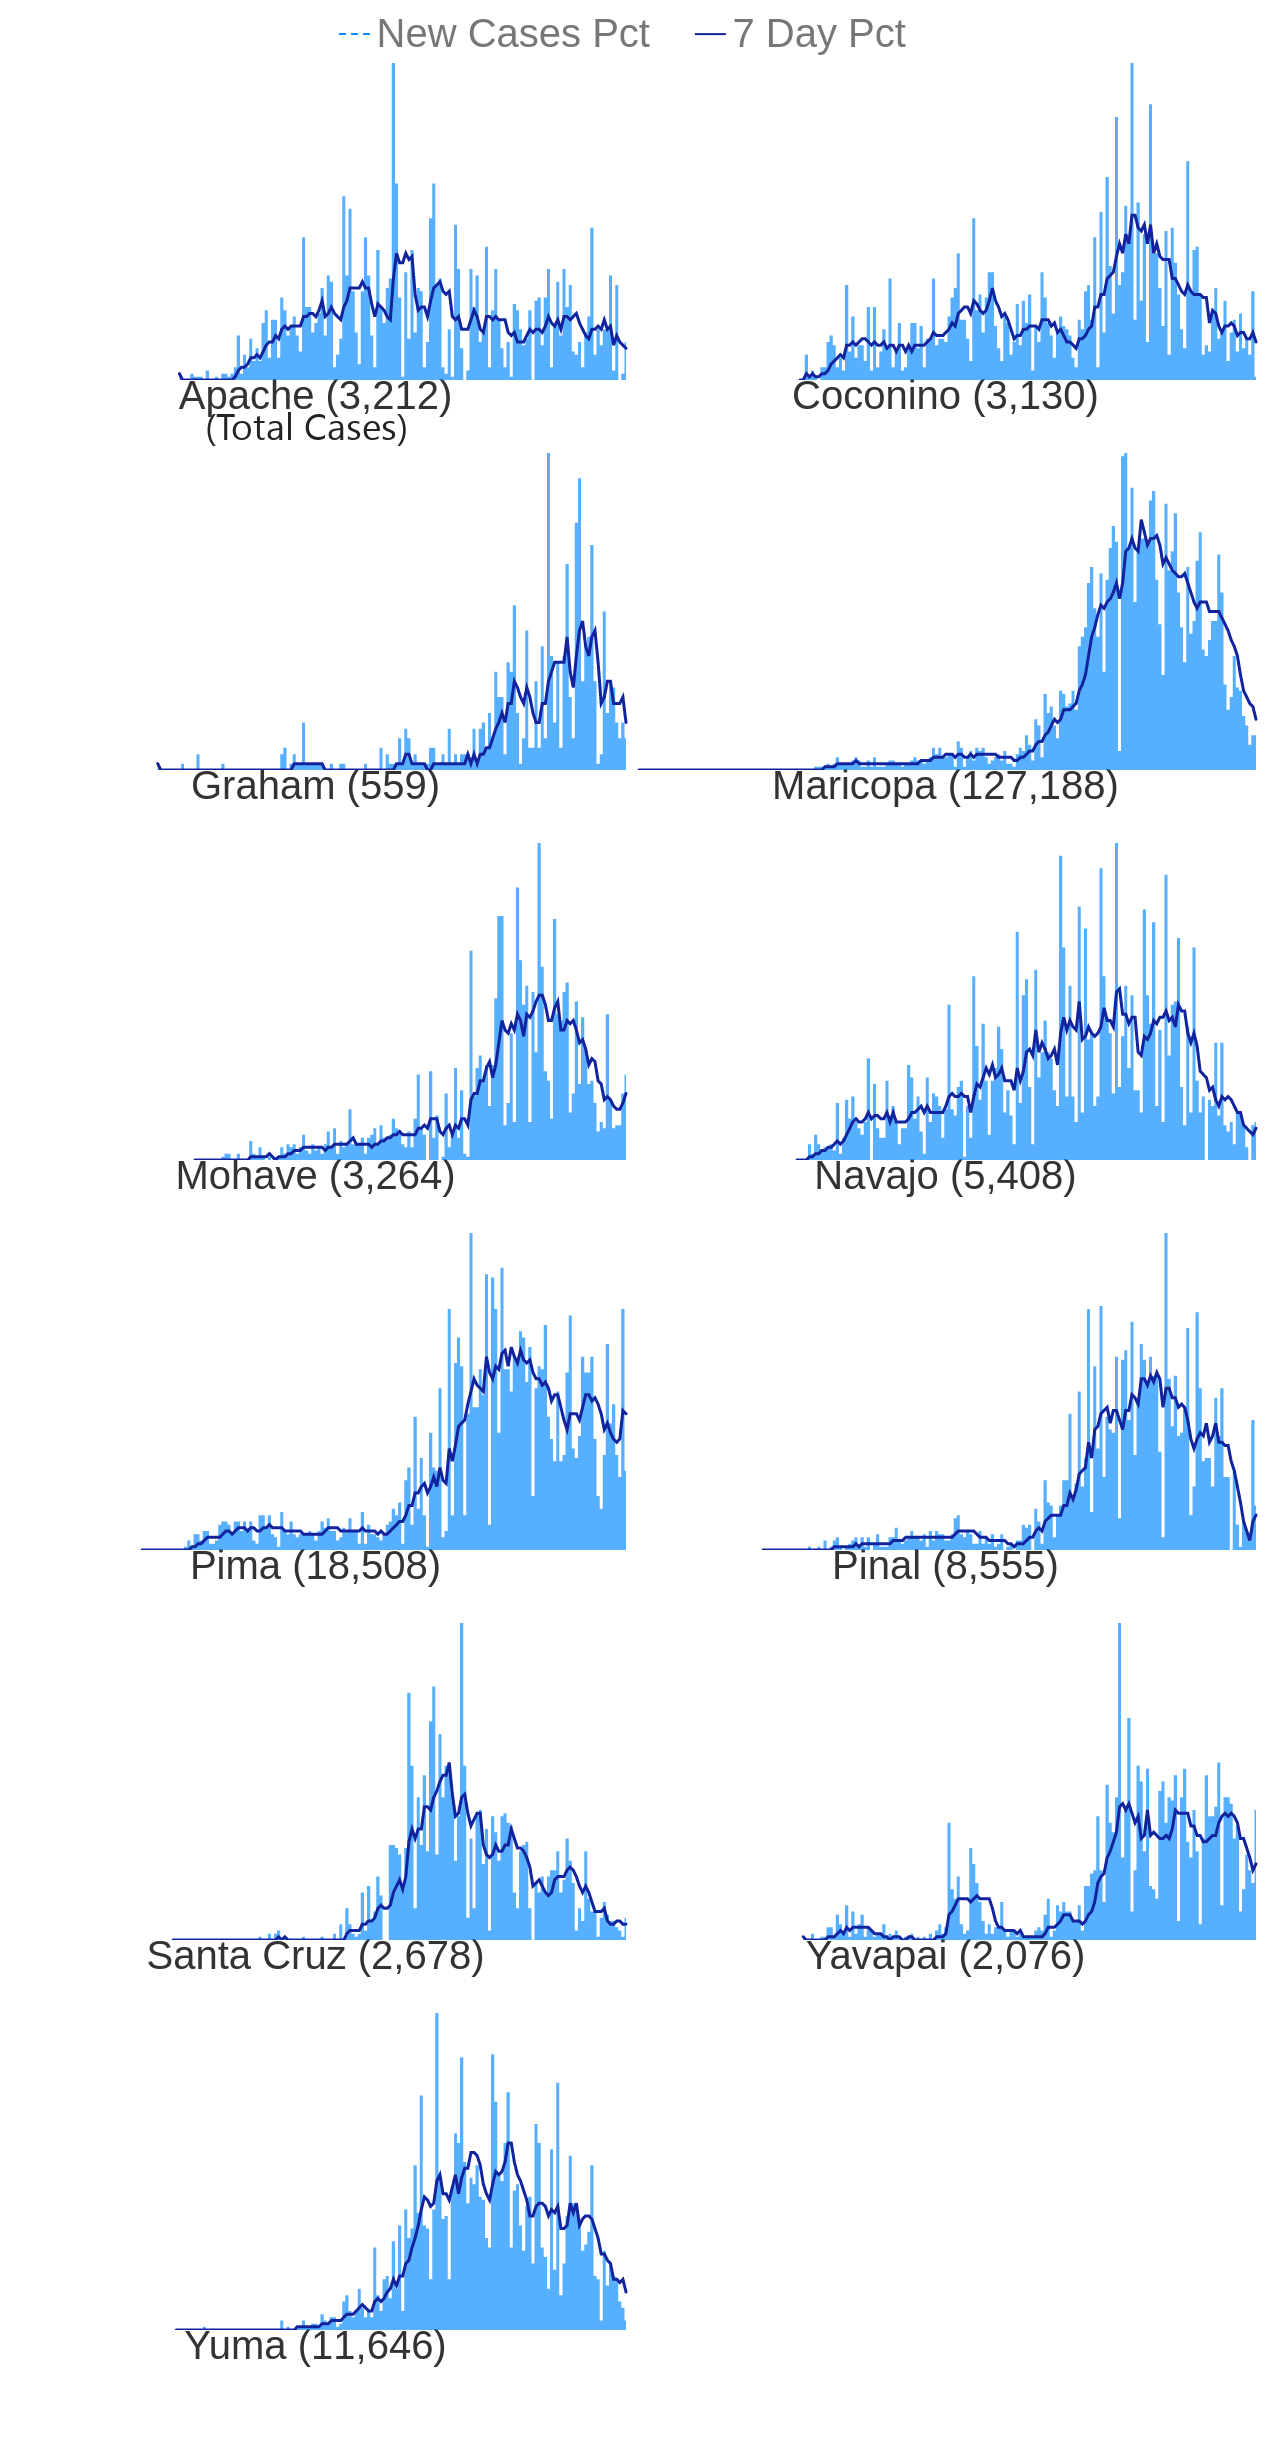 New Cases Pct 7 Day Pct
Apache (3,212) Coconino (3,130)
(Total Cases)
Graham (559) Maricopa (127,188)
Mohave (3,264) Navajo (5,408)
Pima (18,508) Pinal (8,555)
Santa Cruz (2,678) Yavapai (2,076)
Yuma (11,646)